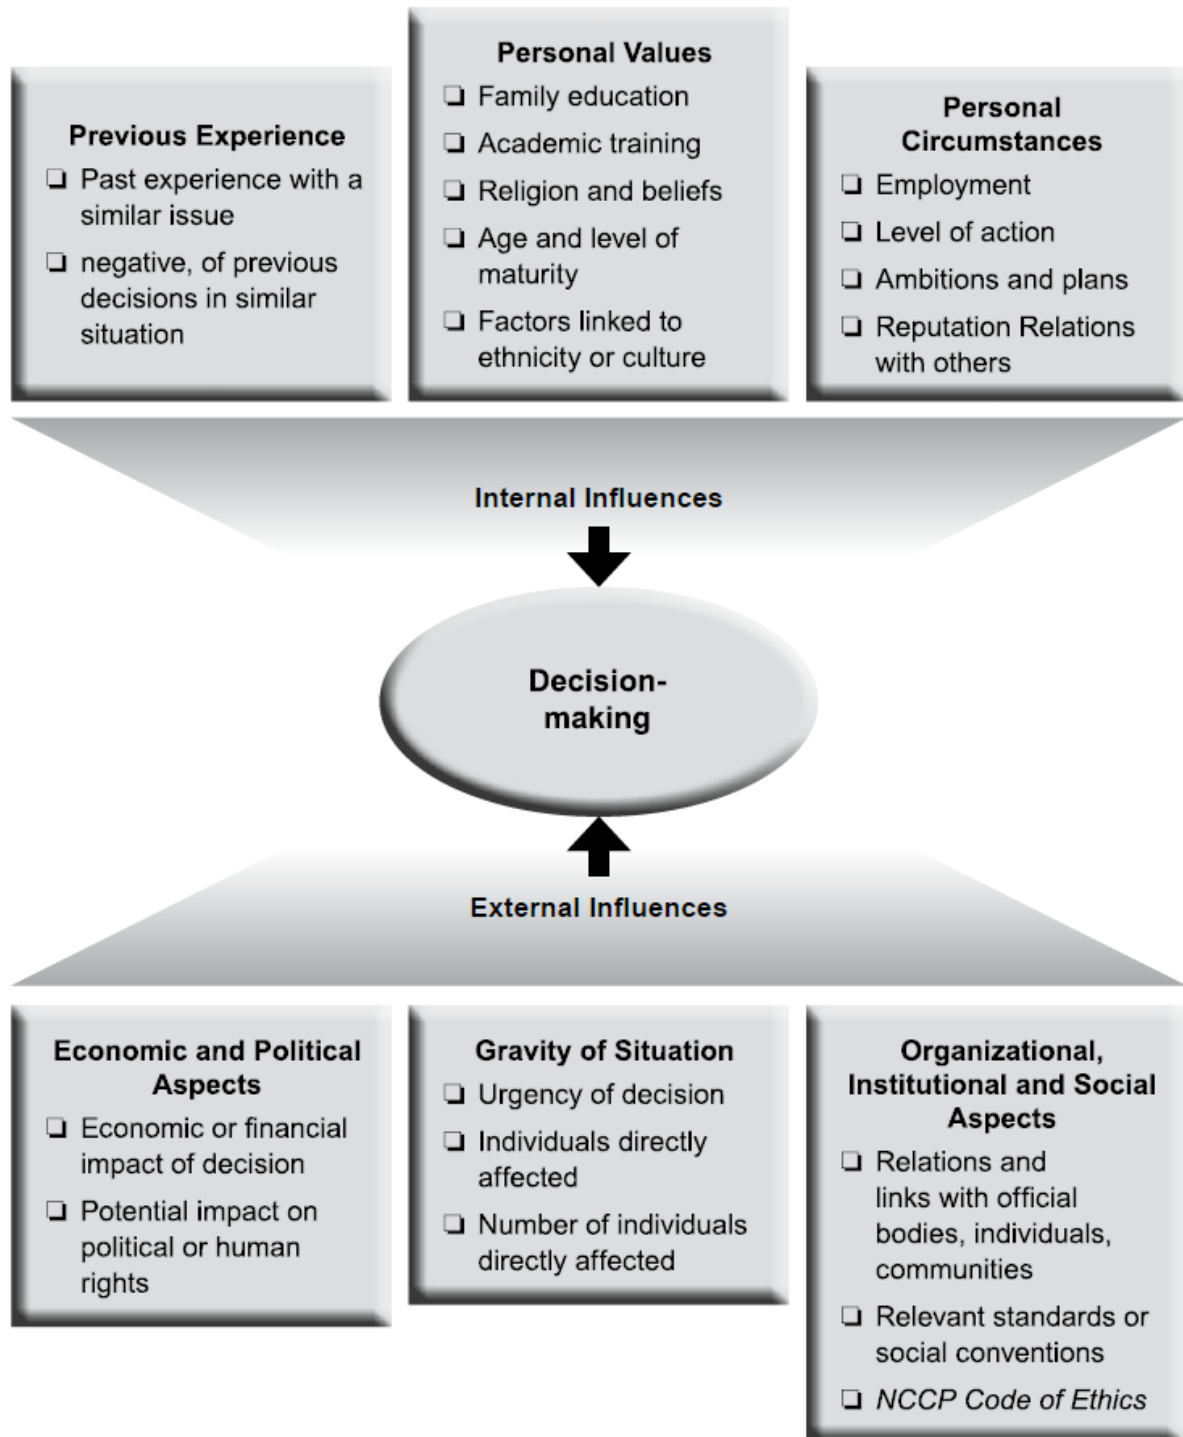 Previous Experience
❑ Past experience with a
similar issue
❑ negative, of previous
decisions in similar
situation
Personal Values
❑ Family education
❑ Academic training
❑ Religion and beliefs
❑ Age and level of
maturity
❑ Factors linked to
ethnicity or culture
Personal
Circumstances
❑ Employment
❑ Level of action
❑ Ambitions and plans
❑ Reputation Relations
with others
Internal Influences
Decision-
making
External Influences
Economic and Political
Aspects
❑ Economic or financial
impact of decision
❑ Potential impact on
political or human
rights
Gravity of Situation
❑ Urgency of decision
❑ Individuals directly
affected
❑ Number of individuals
directly affected
Organizational,
Institutional and Social
Aspects
❑ Relations and
links with official
bodies, individuals,
communities
❑ Relevant standards or
social conventions
❑ NCCP Code of Ethics